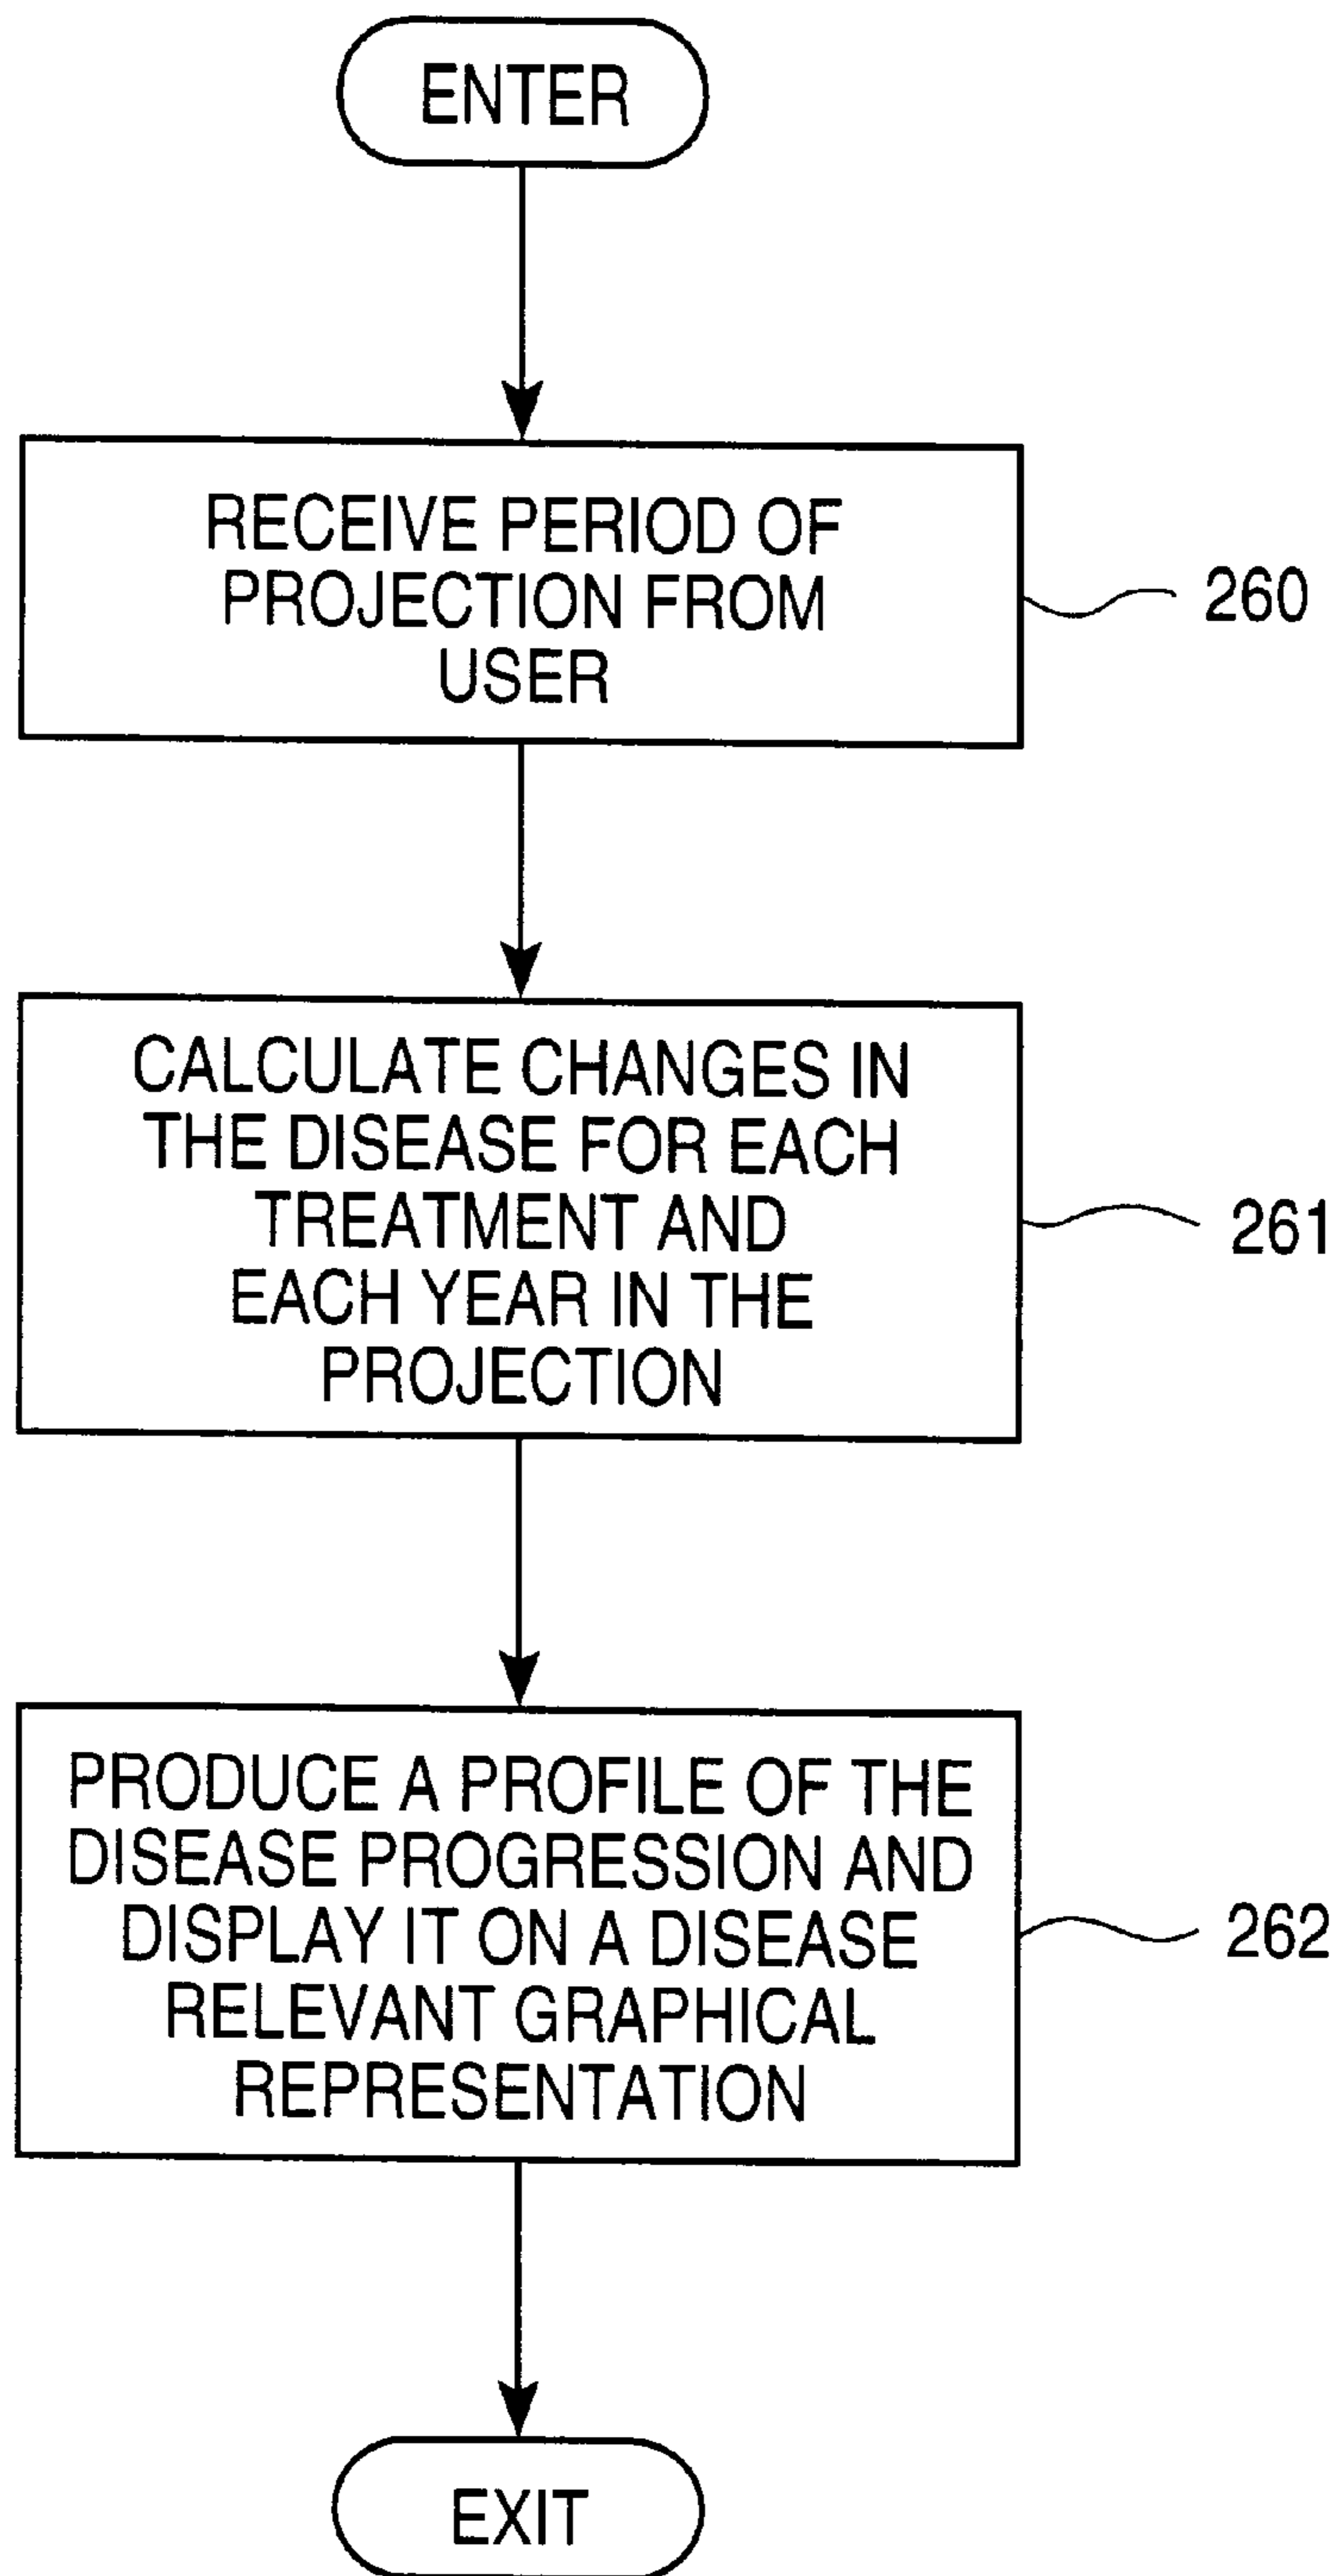 ENTER
RECEIVE PERIOD OF
PROJECTION FROM
USER
260
CALCULATE CHANGES IN
THE DISEASE FOR EACH
TREATMENT AND
EACH YEAR IN THE
PROJECTION
261
PRODUCE A PROFILE OF THE
DISEASE PROGRESSION AND
DISPLAY IT ON A DISEASE
RELEVANT GRAPHICAL
REPRESENTATION
262
EXIT